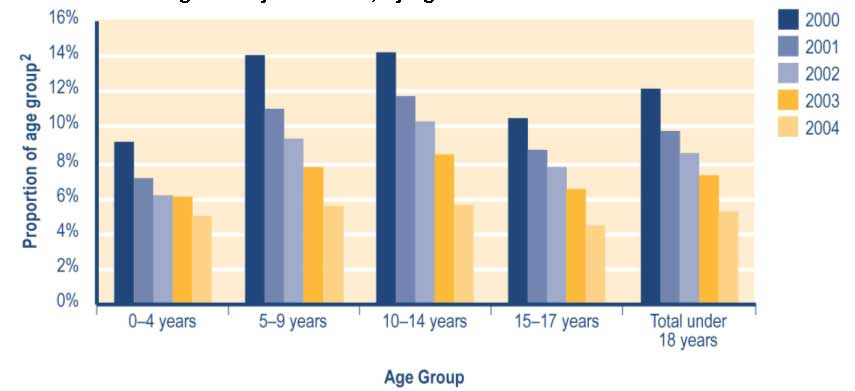 16%
14%
12%
10%
8%
6%
4%
2%
0%
Proportion of age group2
0–4 years
5–9 years
10–14 years
15–17 years
Total under
18 years
Age Group
2000
2001
2002
2003
2004